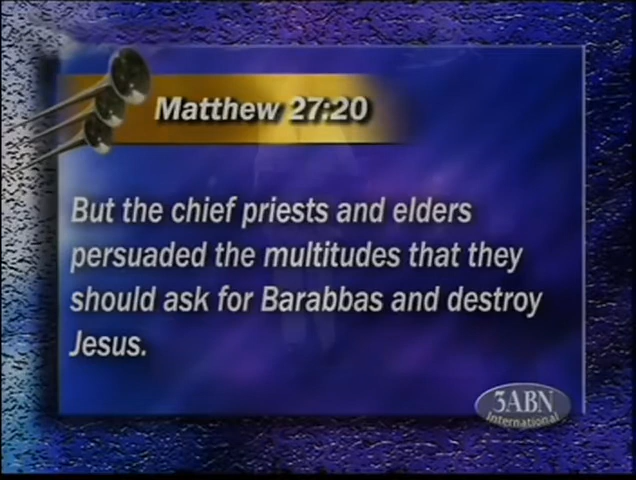 Matthew 27:20
But the chief priests and elders
persuaded the multitudes that they
should ask for Barabbas and destroy
Jesus.
3ABN
International